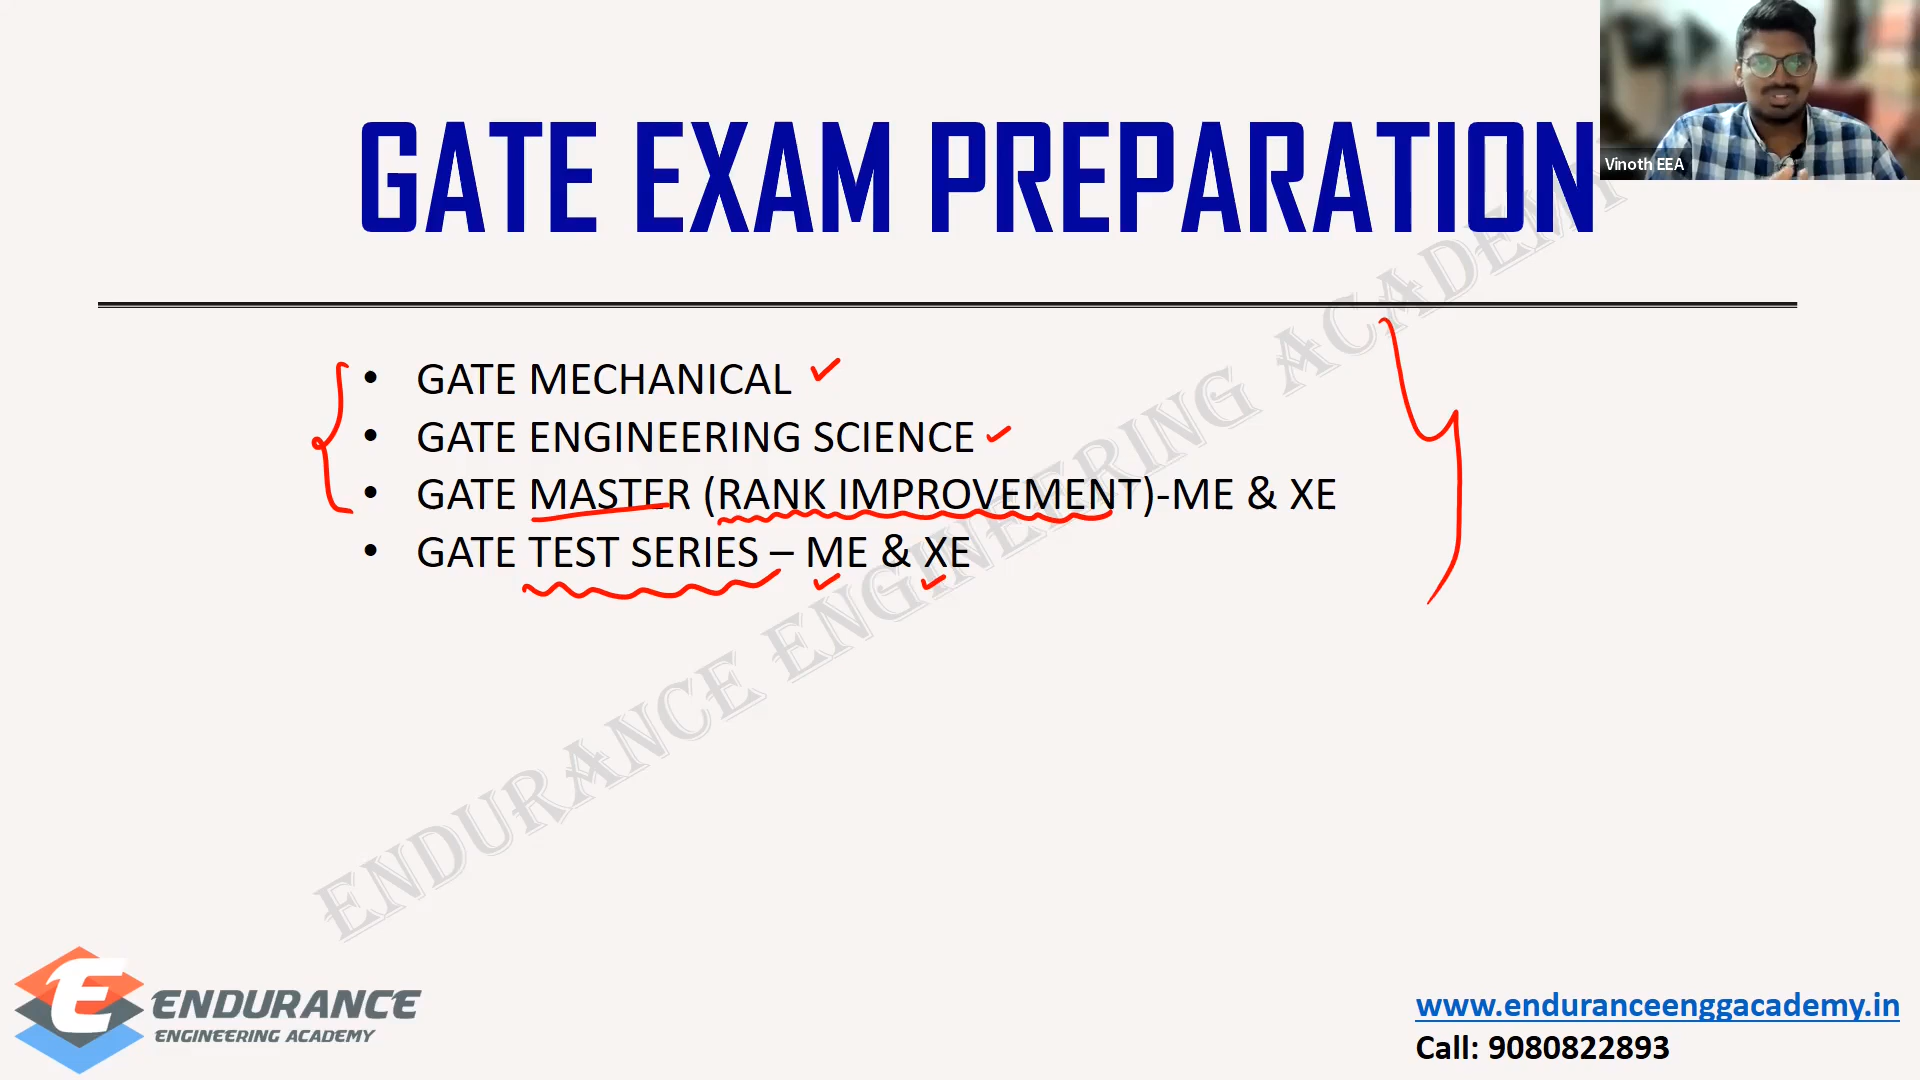 GATE EXAM PREPARATION
Vinoth EEA
• GATE MECHANICAL
• GATE ENGINEERING SCIENCE
• GATE MASTER (RANK IMPROVEMENT)-ME & XE
• GATE TEST SERIES – ME & XE
ENDURANCE ENGINEERING ACADEMY
E ENDURANCE
ENGINEERING ACADEMY
www.enduranceenggacademy.in
Call: 9080822893